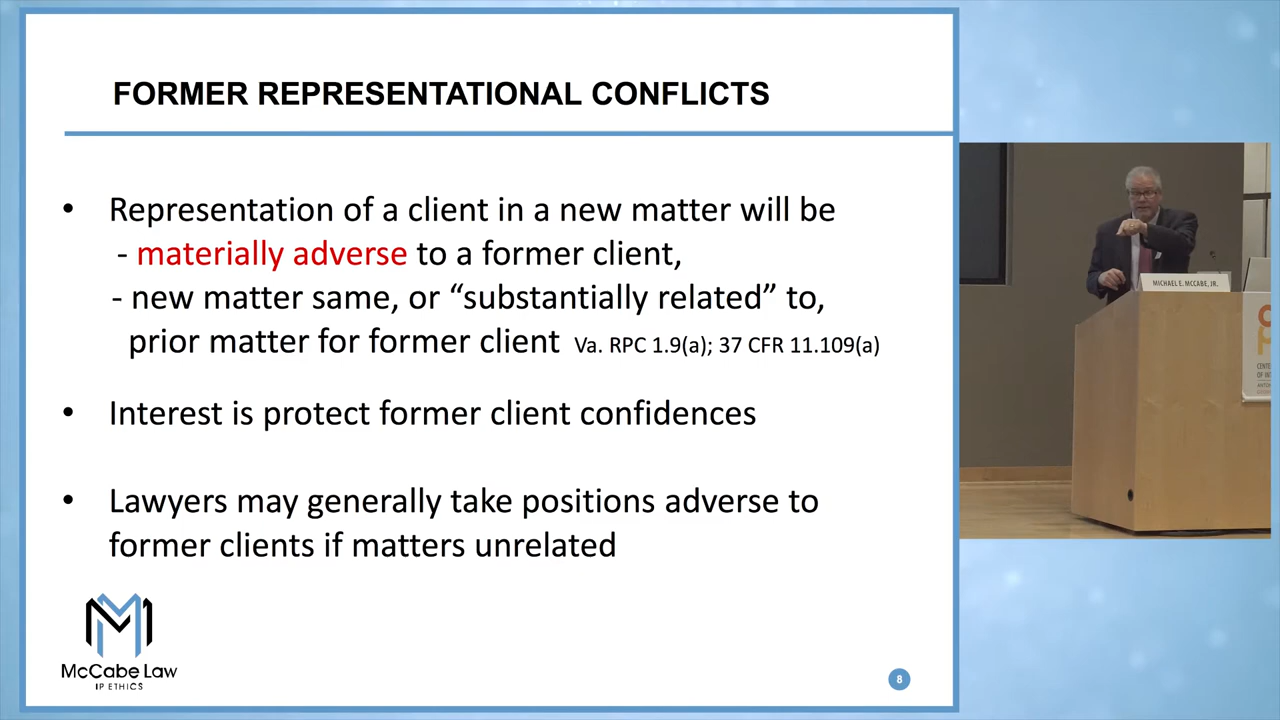 FORMER REPRESENTATIONAL CONFLICTS
• Representation of a client in a new matter will be
- materially adverse to a former client,
- new matter same, or “substantially related” to,
prior matter for former client Va. RPC 1.9(a); 37 CFR 11.109(a)
• Interest is protect former client confidences
• Lawyers may generally take positions adverse to
former clients if matters unrelated
McCabe Law
IP ETHICS
8
MICHAEL E. MCCABE, JR.